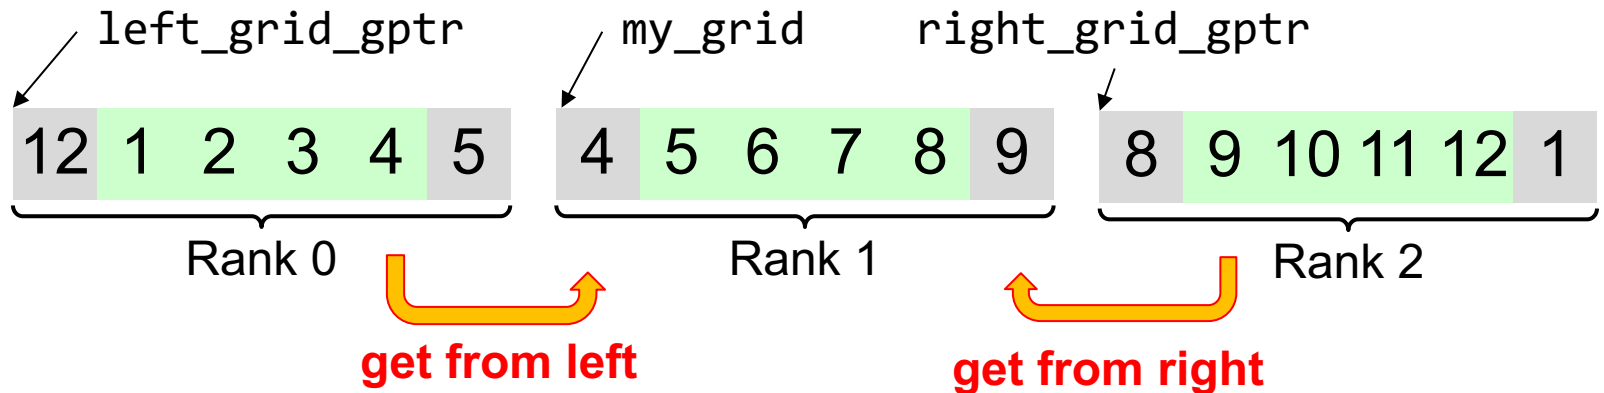 left_grid_gptr my_grid right_grid_gptr
12 1 2 3 4 5 4 5 6 7 8 9 8 9 10 11 12 1
Rank 0 Rank 1 Rank 2
get from left get from right